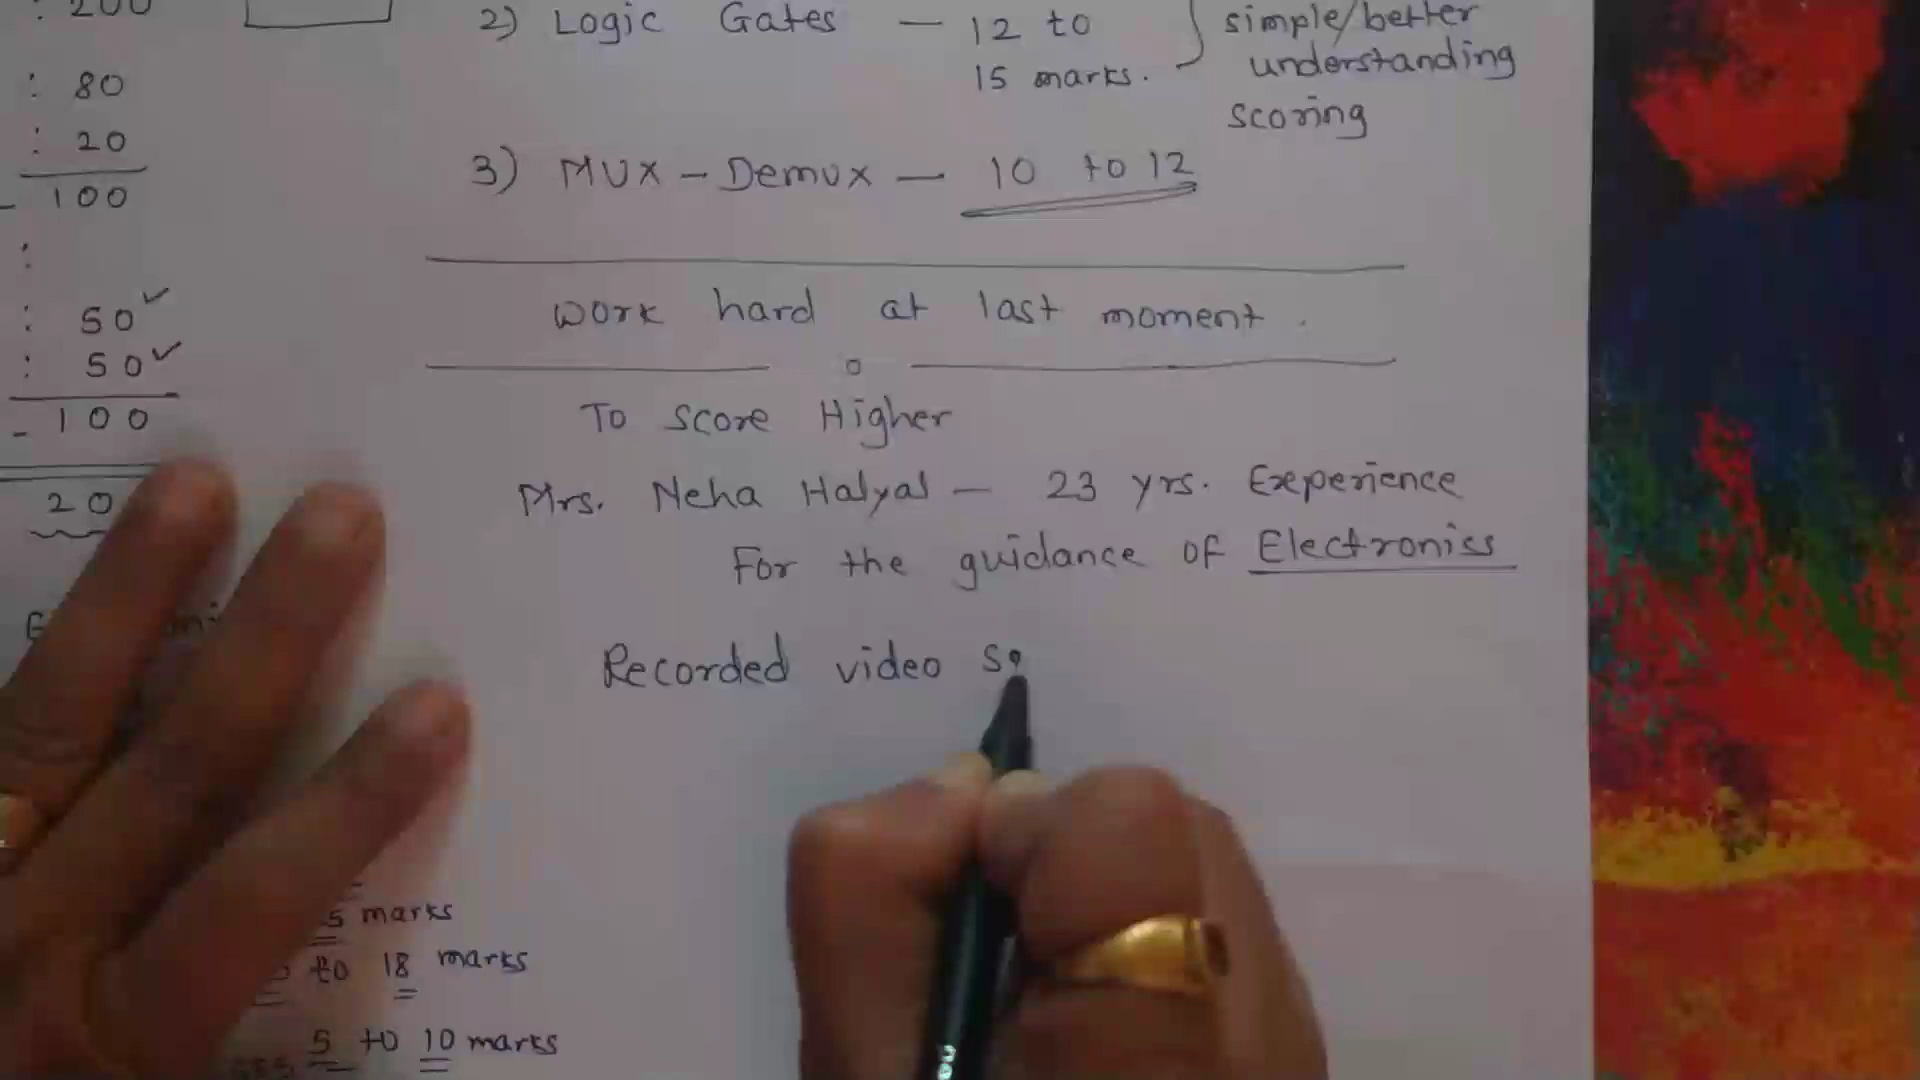 : 200
: 80
: 20
100
:
: 50✓
: 50✓
100
20
2) Logic Gates — 12 to
15 marks.
simple/better
understanding
scoring
3) MUX - Demux — 10 to 12
work hard at last moment.
To score Higher
Mrs. Neha Halyal — 23 yrs. Experience
For the guidance of Electronics
Recorded video
5 marks
to 18 marks
5 to 10 marks